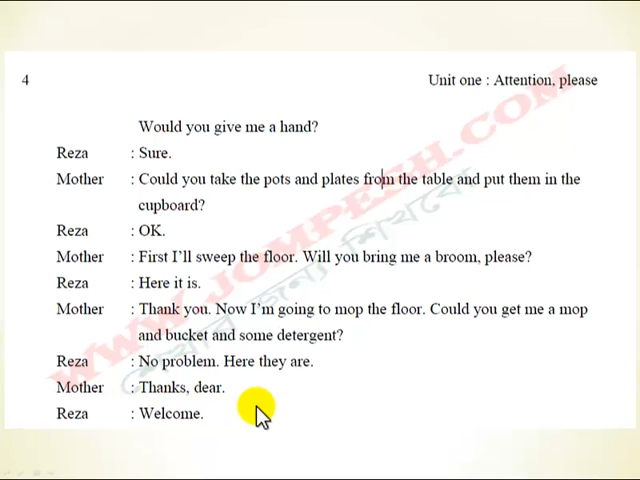 4 Unit one : Attention, please
Would you give me a hand?
Reza : Sure.
Mother : Could you take the pots and plates from the table and put them in the
cupboard?
Reza : OK.
Mother : First I’ll sweep the floor. Will you bring me a broom, please?
Reza : Here it is.
Mother : Thank you. Now I’m going to mop the floor. Could you get me a mop
and bucket and some detergent?
Reza : No problem. Here they are.
Mother : Thanks, dear.
Reza : Welcome.
WWW.JOMPESH.COM
শেখার জন্যে শিখবো